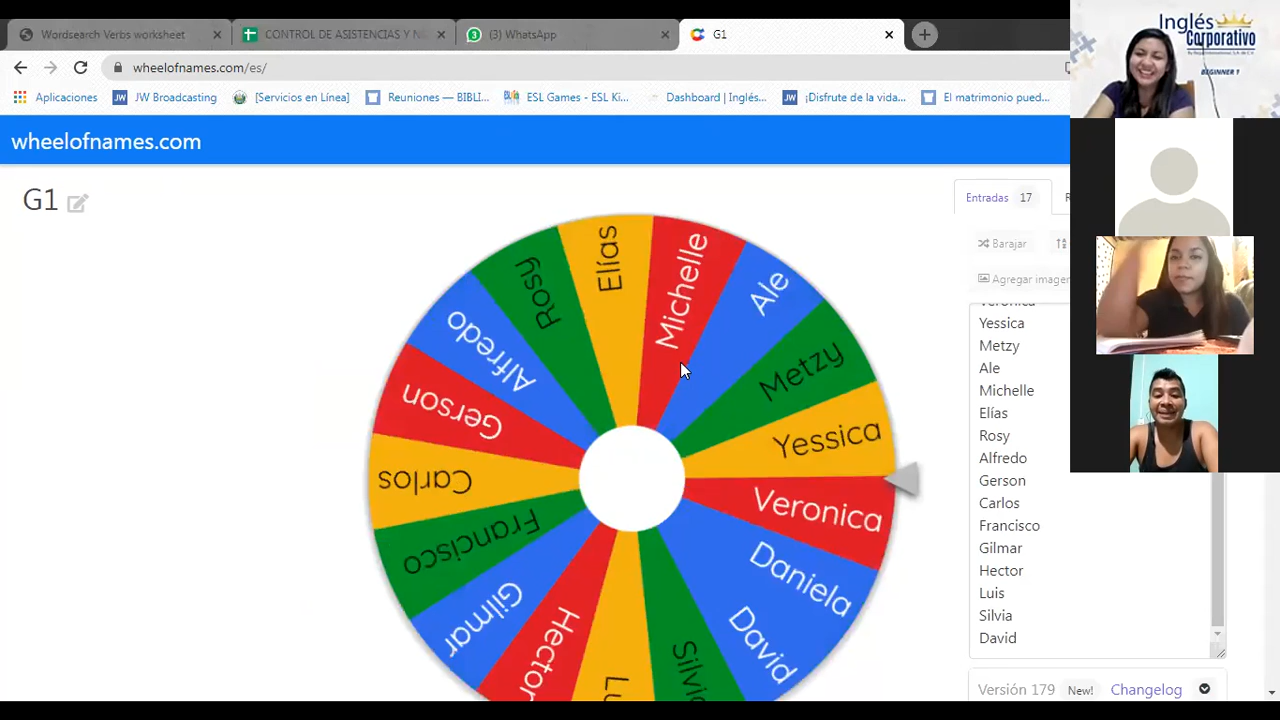 Wordsearch Verbs worksheet
CONTROL DE ASISTENCIAS Y N
(3) WhatsApp
G1
wheelofnames.com/es/
Aplicaciones
JW Broadcasting
[Servicios en Línea]
Reuniones — BIBLI...
ESL Games - ESL Ki...
Dashboard | Inglés...
¡Disfrute de la vida...
El matrimonio pued...
wheelofnames.com
G1
Entradas 17
Barajar
Agregar imagen
Elías
Michelle
Ale
Metzy
Yessica
Veronica
Daniela
David
Silvia
Lu
Hector
Gilmar
Francisco
Carlos
Gerson
Alfredo
Rosy
Veronica
Yessica
Metzy
Ale
Michelle
Elías
Rosy
Alfredo
Gerson
Carlos
Francisco
Gilmar
Hector
Luis
Silvia
David
Versión 179 New! Changelog
Inglés
Corporativo
BEGINNER 1